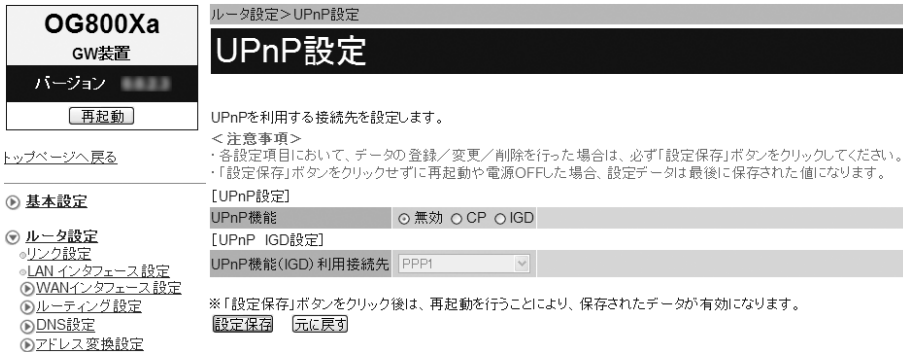 OG800Xa
GW装置
バージョン
再起動
トップページへ戻る
基本設定
ルータ設定
リンク設定
LAN インタフェース設定
WANインタフェース設定
ルーティング設定
DNS設定
アドレス変換設定
ルータ設定＞UPnP設定
UPnP設定
UPnPを利用する接続先を設定します。
＜注意事項＞
・各設定項目において、データの登録／変更／削除を行った場合は、必ず「設定保存」ボタンをクリックしてください。
・「設定保存」ボタンをクリックせずに再起動や電源OFFした場合、設定データは最後に保存された値になります。
[UPnP設定]
UPnP機能 無効 CP IGD
[UPnP IGD設定]
UPnP機能(IGD)利用接続先 PPP1
※「設定保存」ボタンをクリック後は、再起動を行うことにより、保存されたデータが有効になります。
設定保存 元に戻す